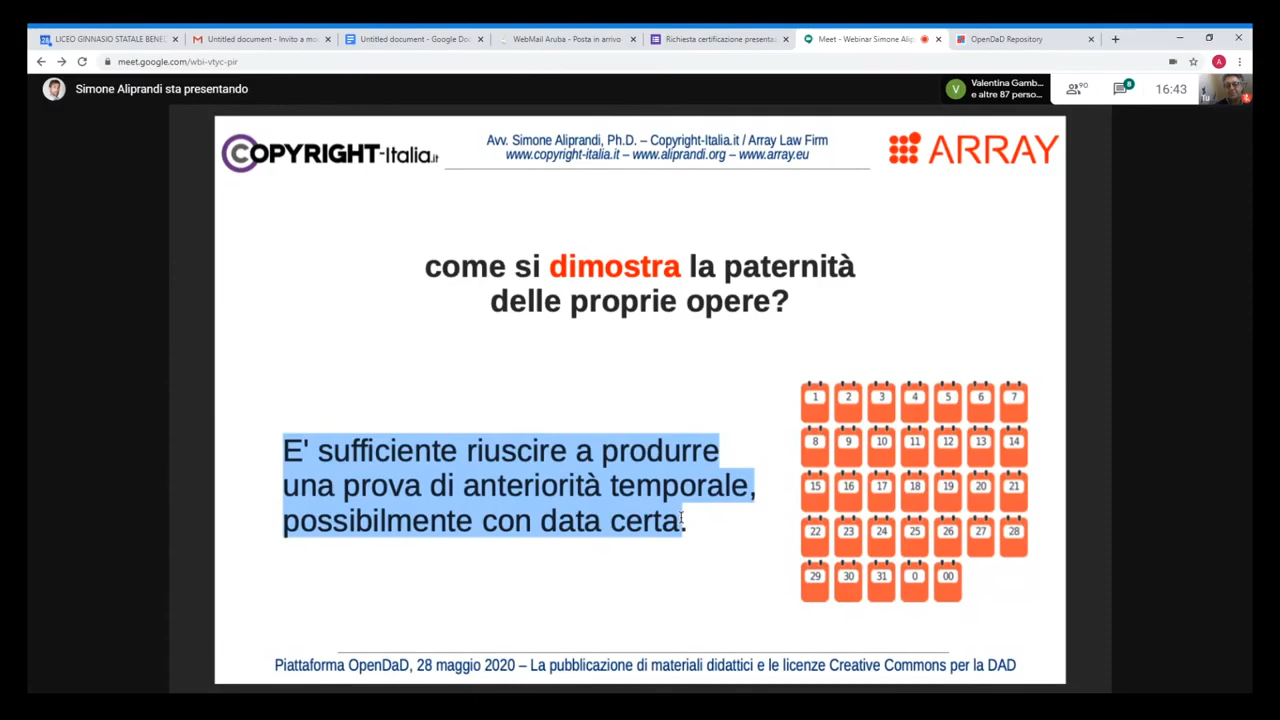 LICEO GINNASIO STATALE BENE
Untitled document - Invito a mo
Untitled document - Google Doc
WebMail Aruba - Posta in arrivo
Richiesta certificazione presenta
Meet - Webinar Simone Alip
OpenDaD Repository
meet.google.com/wbi-vtyc-pir
A
Simone Aliprandi sta presentando
V
Valentina Gamb...
e altre 87 perso...
90
8
16:43
Tu
COPYRIGHT-Italia.it
Avv. Simone Aliprandi, Ph.D. – Copyright-Italia.it / Array Law Firm
www.copyright-italia.it – www.aliprandi.org – www.array.eu
ARRAY
come si dimostra la paternità
delle proprie opere?
E' sufficiente riuscire a produrre
una prova di anteriorità temporale,
possibilmente con data certa.
1 2 3 4 5 6 7
8 9 10 11 12 13 14
15 16 17 18 19 20 21
22 23 24 25 26 27 28
29 30 31 0 00
Piattaforma OpenDaD, 28 maggio 2020 – La pubblicazione di materiali didattici e le licenze Creative Commons per la DAD